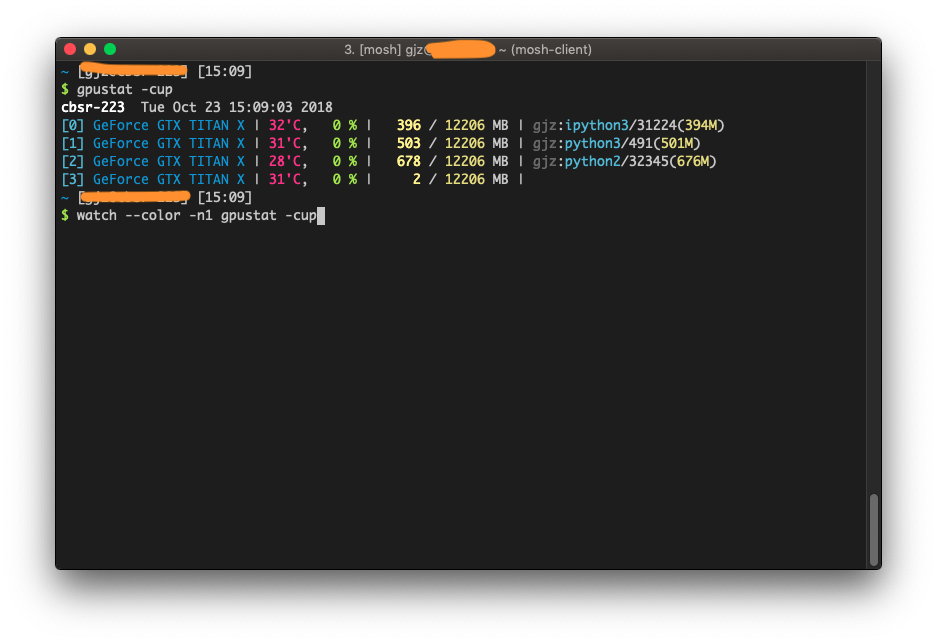 3. [mosh] gjz@ ~ (mosh-client)
~ [ ] [15:09]
$ gpustat -cup
cbsr-223  Tue Oct 23 15:09:03 2018
[0] GeForce GTX TITAN X | 32'C,   0 % |   396 / 12206 MB | gjz:ipython3/31224(394M)
[1] GeForce GTX TITAN X | 31'C,   0 % |   503 / 12206 MB | gjz:python3/491(501M)
[2] GeForce GTX TITAN X | 28'C,   0 % |   678 / 12206 MB | gjz:python2/32345(676M)
[3] GeForce GTX TITAN X | 31'C,   0 % |     2 / 12206 MB |
~ [ ] [15:09]
$ watch --color -n1 gpustat -cup